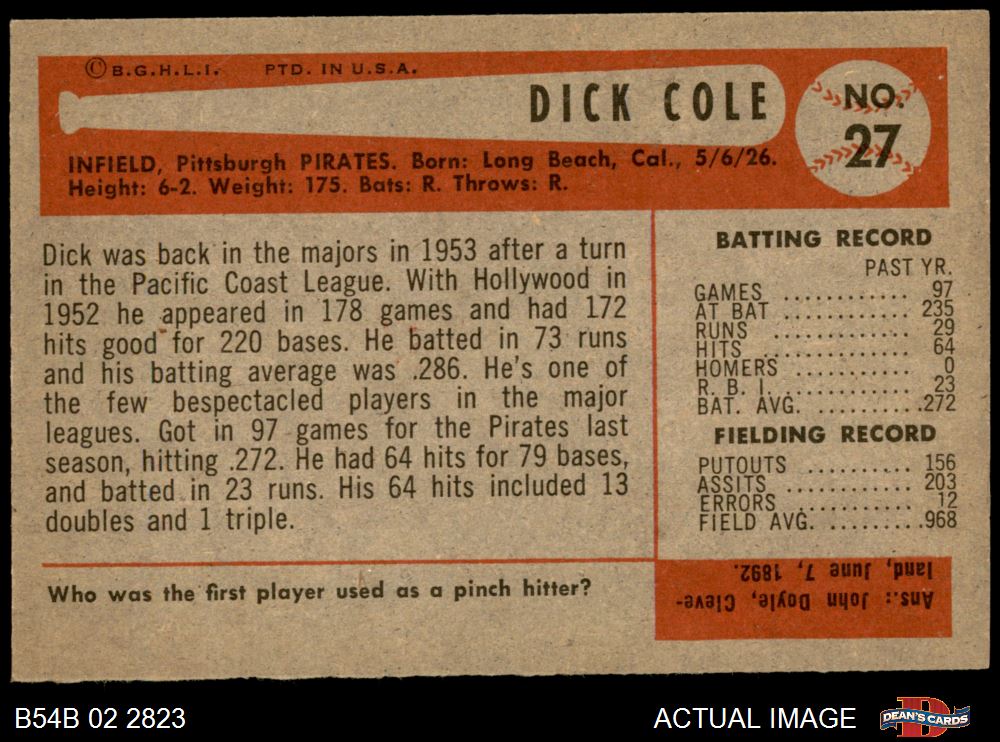 ©B.G.H.L.I. PTD. IN U.S.A.
DICK COLE
NO.
27
INFIELD, Pittsburgh PIRATES. Born: Long Beach, Cal., 5/6/26.
Height: 6-2. Weight: 175. Bats: R. Throws: R.
Dick was back in the majors in 1953 after a turn
in the Pacific Coast League. With Hollywood in
1952 he appeared in 178 games and had 172
hits good for 220 bases. He batted in 73 runs
and his batting average was .286. He's one of
the few bespectacled players in the major
leagues. Got in 97 games for the Pirates last
season, hitting .272. He had 64 hits for 79 bases,
and batted in 23 runs. His 64 hits included 13
doubles and 1 triple.
BATTING RECORD
PAST YR.
GAMES ............ 97
AT BAT ............ 235
RUNS ............ 29
HITS ............ 64
HOMERS ............ 0
R. B. I. ............ 23
BAT. AVG. ..........272
FIELDING RECORD
PUTOUTS .......... 156
ASSITS ............ 203
ERRORS ............ 12
FIELD AVG. ..........968
Who was the first player used as a pinch hitter?
Ans.: John Doyle, Cleve-
land, June 7, 1892.
B54B 02 2823
ACTUAL IMAGE
D
DEAN'S CARDS